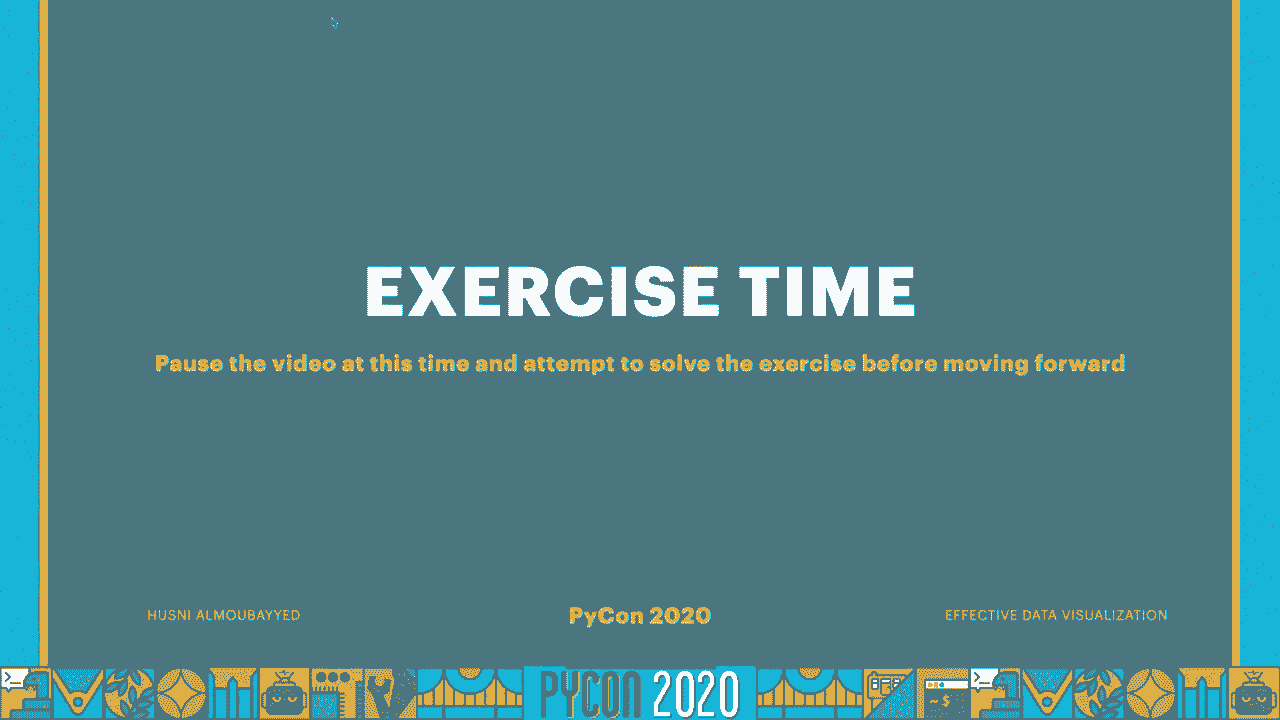 EXERCISE TIME
Pause the video at this time and attempt to solve the exercise before moving forward
HUSNI ALMOUBAYYED
PyCon 2020
EFFECTIVE DATA VISUALIZATION
PYCON 2020
~$